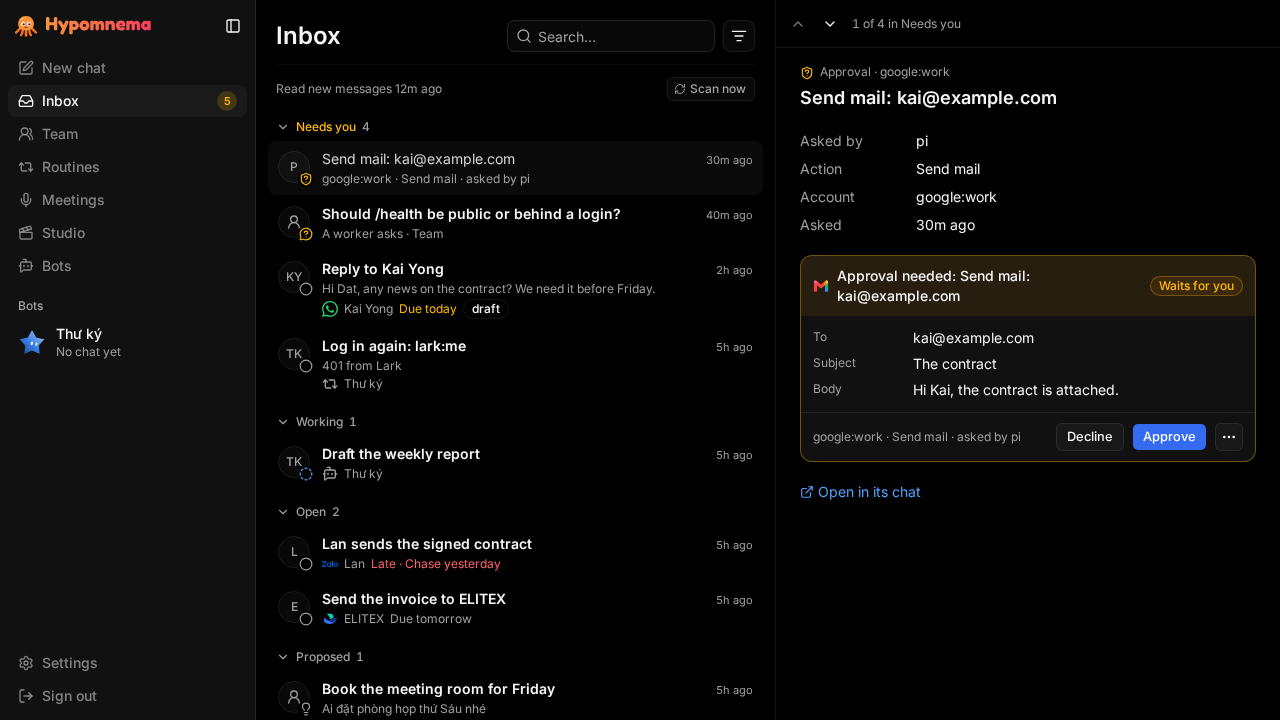 Hypomnema
New chat
Inbox
5
Team
Routines
Meetings
Studio
Bots
Bots
Thư ký
No chat yet
Settings
Sign out
Inbox
Search...
Read new messages 12m ago
Scan now
Needs you 4
P
Send mail: kai@example.com
30m ago
google:work · Send mail · asked by pi
Should /health be public or behind a login?
40m ago
A worker asks · Team
KY
Reply to Kai Yong
2h ago
Hi Dat, any news on the contract? We need it before Friday.
Kai Yong Due today draft
TK
Log in again: lark:me
5h ago
401 from Lark
Thư ký
Working 1
TK
Draft the weekly report
5h ago
Thư ký
Open 2
L
Lan sends the signed contract
5h ago
Zalo Lan Late · Chase yesterday
E
Send the invoice to ELITEX
5h ago
ELITEX Due tomorrow
Proposed 1
Book the meeting room for Friday
5h ago
Ai đặt phòng họp thứ Sáu nhé
1 of 4 in Needs you
Approval · google:work
Send mail: kai@example.com
Asked by pi
Action Send mail
Account google:work
Asked 30m ago
Approval needed: Send mail:
kai@example.com
Waits for you
To kai@example.com
Subject The contract
Body Hi Kai, the contract is attached.
google:work · Send mail · asked by pi
Decline
Approve
Open in its chat